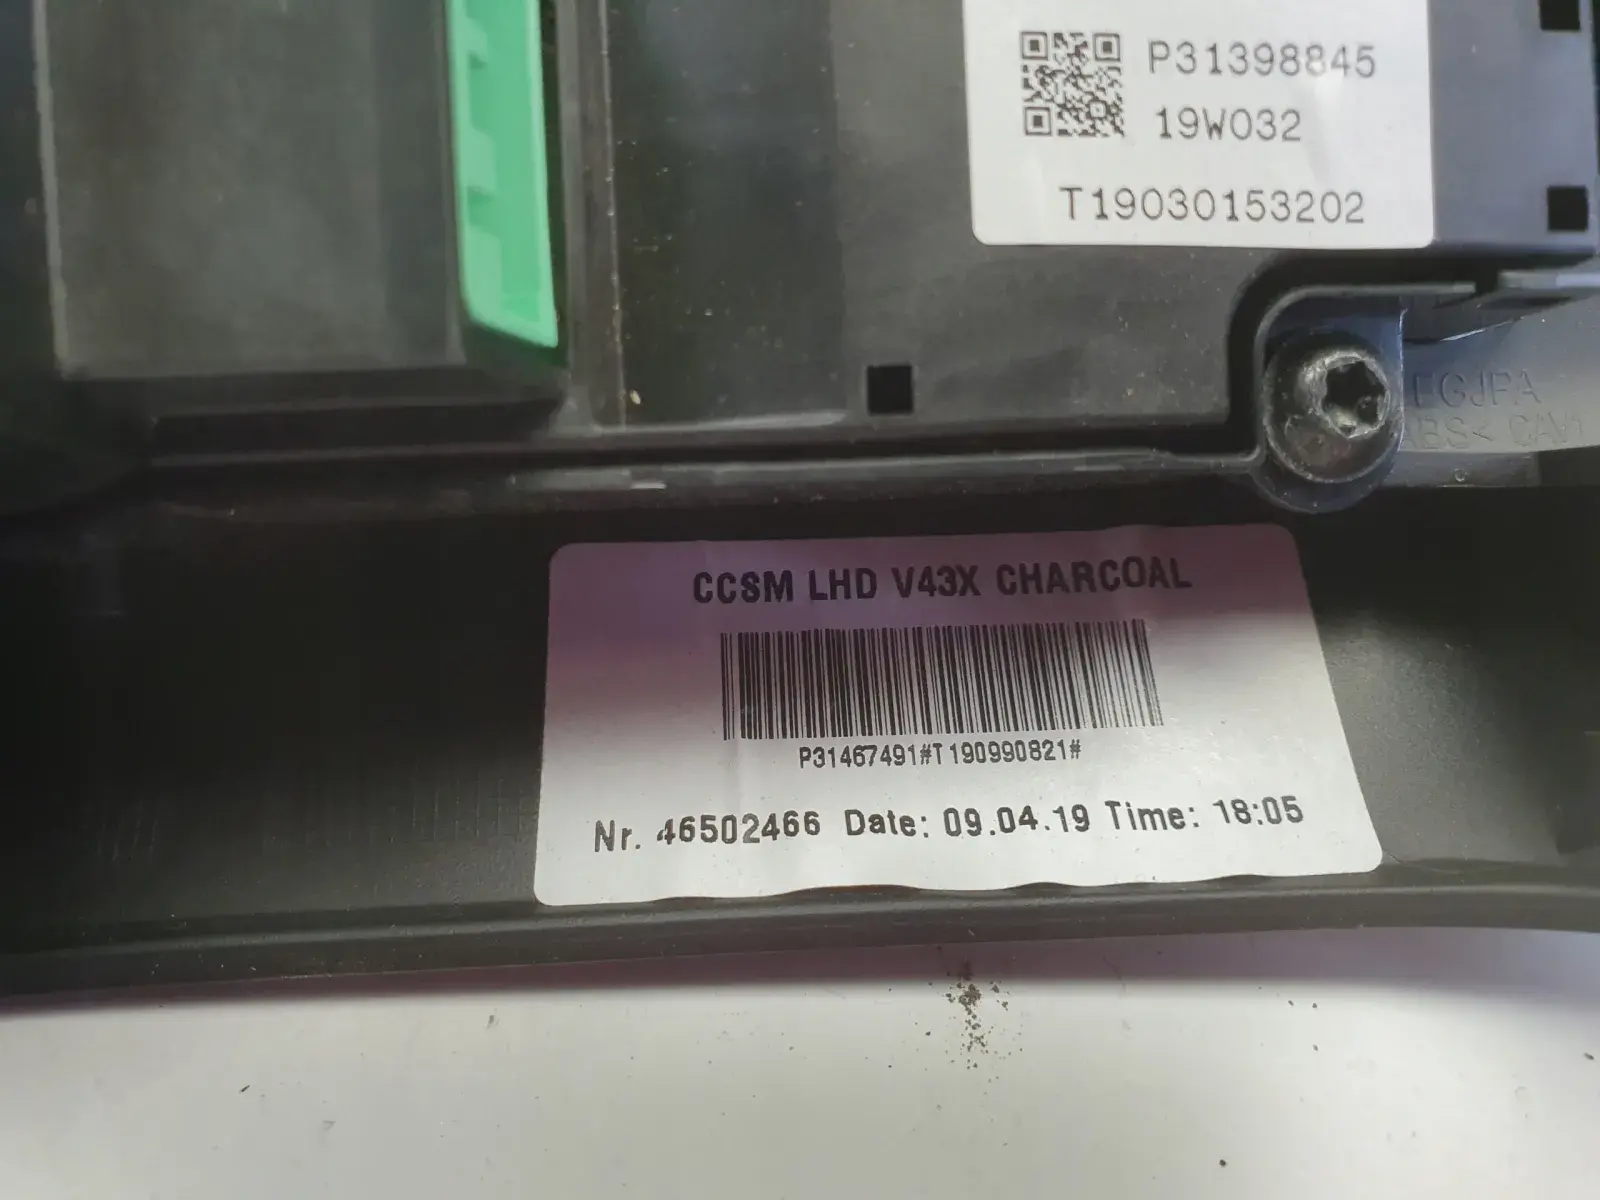 P31398845
19W032
T19030153202
CCSM LHD V43X CHARCOAL
P31467491#T190990821#
Nr. 46502466 Date: 09.04.19 Time: 18:05